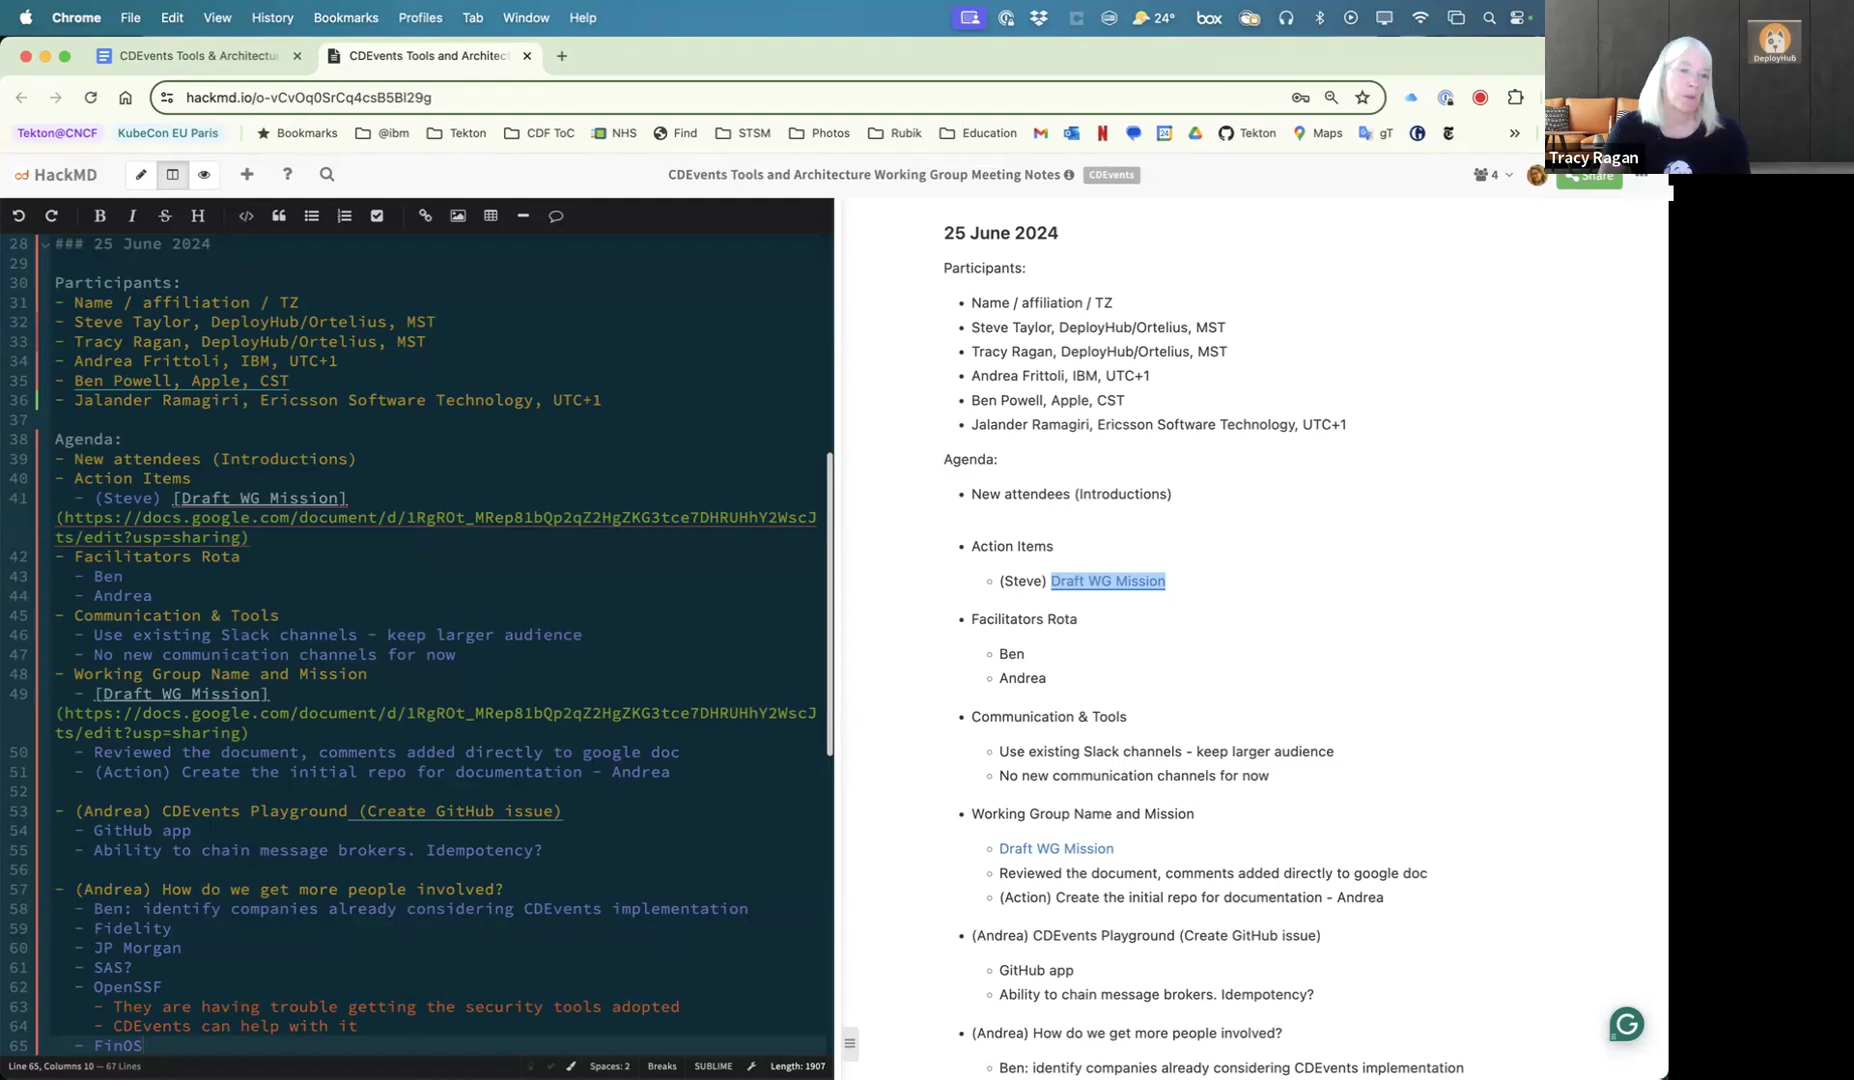 Chrome File Edit View History Bookmarks Profiles Tab Window Help 24° box
DeployHub
CDEvents Tools & Architectu × CDEvents Tools and Architec ×
hackmd.io/o-vCvOq0SrCq4csB5Bl29g
Tekton@CNCF KubeCon EU Paris Bookmarks @ibm Tekton CDF ToC NHS Find STSM Photos Rubik Education Tekton Maps gT
Tracy Ragan
HackMD CDEvents Tools and Architecture Working Group Meeting Notes CDEvents 4 Share
28 ### 25 June 2024
29
30 Participants:
31 - Name / affiliation / TZ
32 - Steve Taylor, DeployHub/Ortelius, MST
33 - Tracy Ragan, DeployHub/Ortelius, MST
34 - Andrea Frittoli, IBM, UTC+1
35 - Ben Powell, Apple, CST
36 - Jalander Ramagiri, Ericsson Software Technology, UTC+1
37
38 Agenda:
39 - New attendees (Introductions)
40 - Action Items
41 - (Steve) [Draft WG Mission]
(https://docs.google.com/document/d/1RgROt_MRep81bQp2qZ2HgZKG3tce7DHRUHhY2WscJ
ts/edit?usp=sharing)
42 - Facilitators Rota
43 - Ben
44 - Andrea
45 - Communication & Tools
46 - Use existing Slack channels - keep larger audience
47 - No new communication channels for now
48 - Working Group Name and Mission
49 - [Draft WG Mission]
(https://docs.google.com/document/d/1RgROt_MRep81bQp2qZ2HgZKG3tce7DHRUHhY2WscJ
ts/edit?usp=sharing)
50 - Reviewed the document, comments added directly to google doc
51 - (Action) Create the initial repo for documentation - Andrea
52
53 - (Andrea) CDEvents Playground (Create GitHub issue)
54 - GitHub app
55 - Ability to chain message brokers. Idempotency?
56
57 - (Andrea) How do we get more people involved?
58 - Ben: identify companies already considering CDEvents implementation
59 - Fidelity
60 - JP Morgan
61 - SAS?
62 - OpenSSF
63 - They are having trouble getting the security tools adopted
64 - CDEvents can help with it
65 - FinOS
Line 65, Columns 10 — 67 Lines Spaces: 2 Breaks SUBLIME Length: 1907
25 June 2024
Participants:
• Name / affiliation / TZ
• Steve Taylor, DeployHub/Ortelius, MST
• Tracy Ragan, DeployHub/Ortelius, MST
• Andrea Frittoli, IBM, UTC+1
• Ben Powell, Apple, CST
• Jalander Ramagiri, Ericsson Software Technology, UTC+1
Agenda:
• New attendees (Introductions)
• Action Items
◦ (Steve) Draft WG Mission
• Facilitators Rota
◦ Ben
◦ Andrea
• Communication & Tools
◦ Use existing Slack channels - keep larger audience
◦ No new communication channels for now
• Working Group Name and Mission
◦ Draft WG Mission
◦ Reviewed the document, comments added directly to google doc
◦ (Action) Create the initial repo for documentation - Andrea
• (Andrea) CDEvents Playground (Create GitHub issue)
◦ GitHub app
◦ Ability to chain message brokers. Idempotency?
• (Andrea) How do we get more people involved?
◦ Ben: identify companies already considering CDEvents implementation